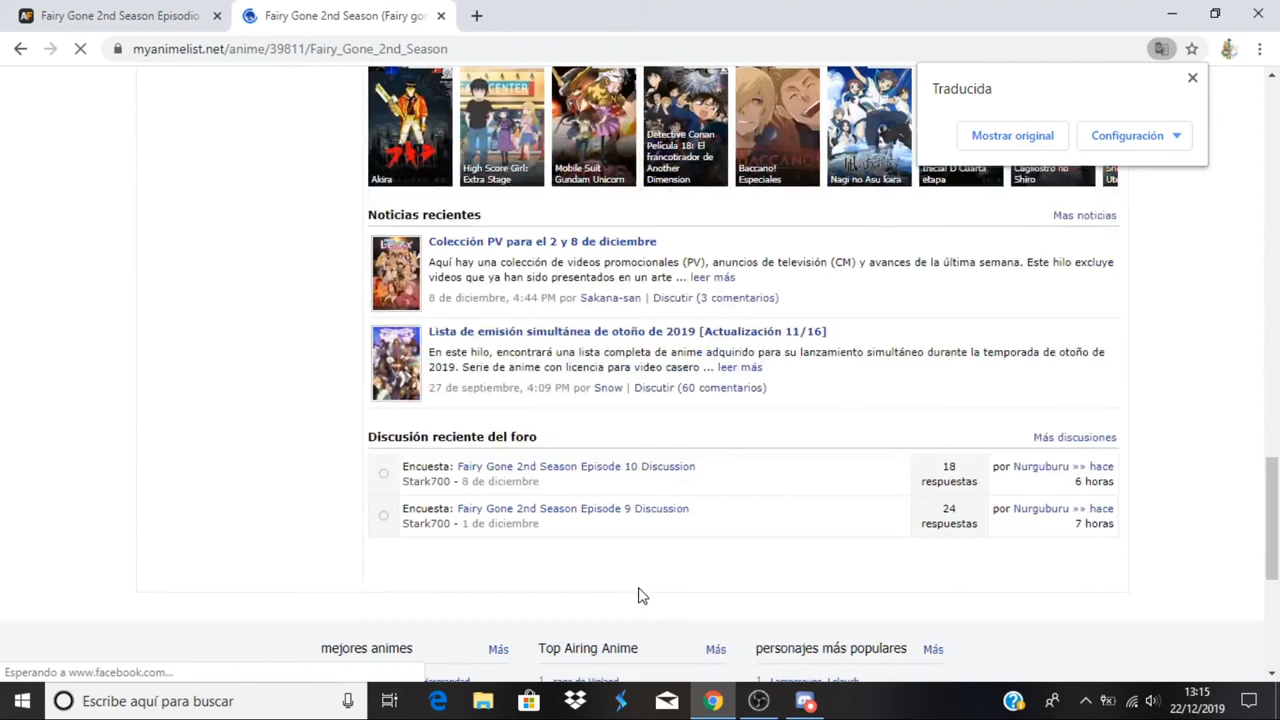 Fairy Gone 2nd Season Episodio
Fairy Gone 2nd Season (Fairy gon
myanimelist.net/anime/39811/Fairy_Gone_2nd_Season
Traducida
Mostrar original
Configuración
Akira
CENTER
High Score Girl:
Extra Stage
Mobile Suit
Gundam Unicorn
Detective Conan
Película 18: El
francotirador de
Another
Dimension
BACCANO!
Baccano!
Especiales
Nagi no Asu kara
Inicial D Cuarta
etapa
Cagliostro no
Shiro
Ute
Noticias recientes
Mas noticias
Colección PV para el 2 y 8 de diciembre
Aquí hay una colección de videos promocionales (PV), anuncios de televisión (CM) y avances de la última semana. Este hilo excluye
videos que ya han sido presentados en un arte ... leer más
8 de diciembre, 4:44 PM por Sakana-san | Discutir (3 comentarios)
Lista de emisión simultánea de otoño de 2019 [Actualización 11/16]
En este hilo, encontrará una lista completa de anime adquirido para su lanzamiento simultáneo durante la temporada de otoño de
2019. Serie de anime con licencia para video casero ... leer más
27 de septiembre, 4:09 PM por Snow | Discutir (60 comentarios)
Discusión reciente del foro
Más discusiones
Encuesta: Fairy Gone 2nd Season Episode 10 Discussion
Stark700 - 8 de diciembre
18
respuestas
por Nurguburu »» hace
6 horas
Encuesta: Fairy Gone 2nd Season Episode 9 Discussion
Stark700 - 1 de diciembre
24
respuestas
por Nurguburu »» hace
7 horas
mejores animes
Más
Top Airing Anime
Más
personajes más populares
Más
Esperando a www.facebook.com...
Escribe aquí para buscar
13:15
22/12/2019